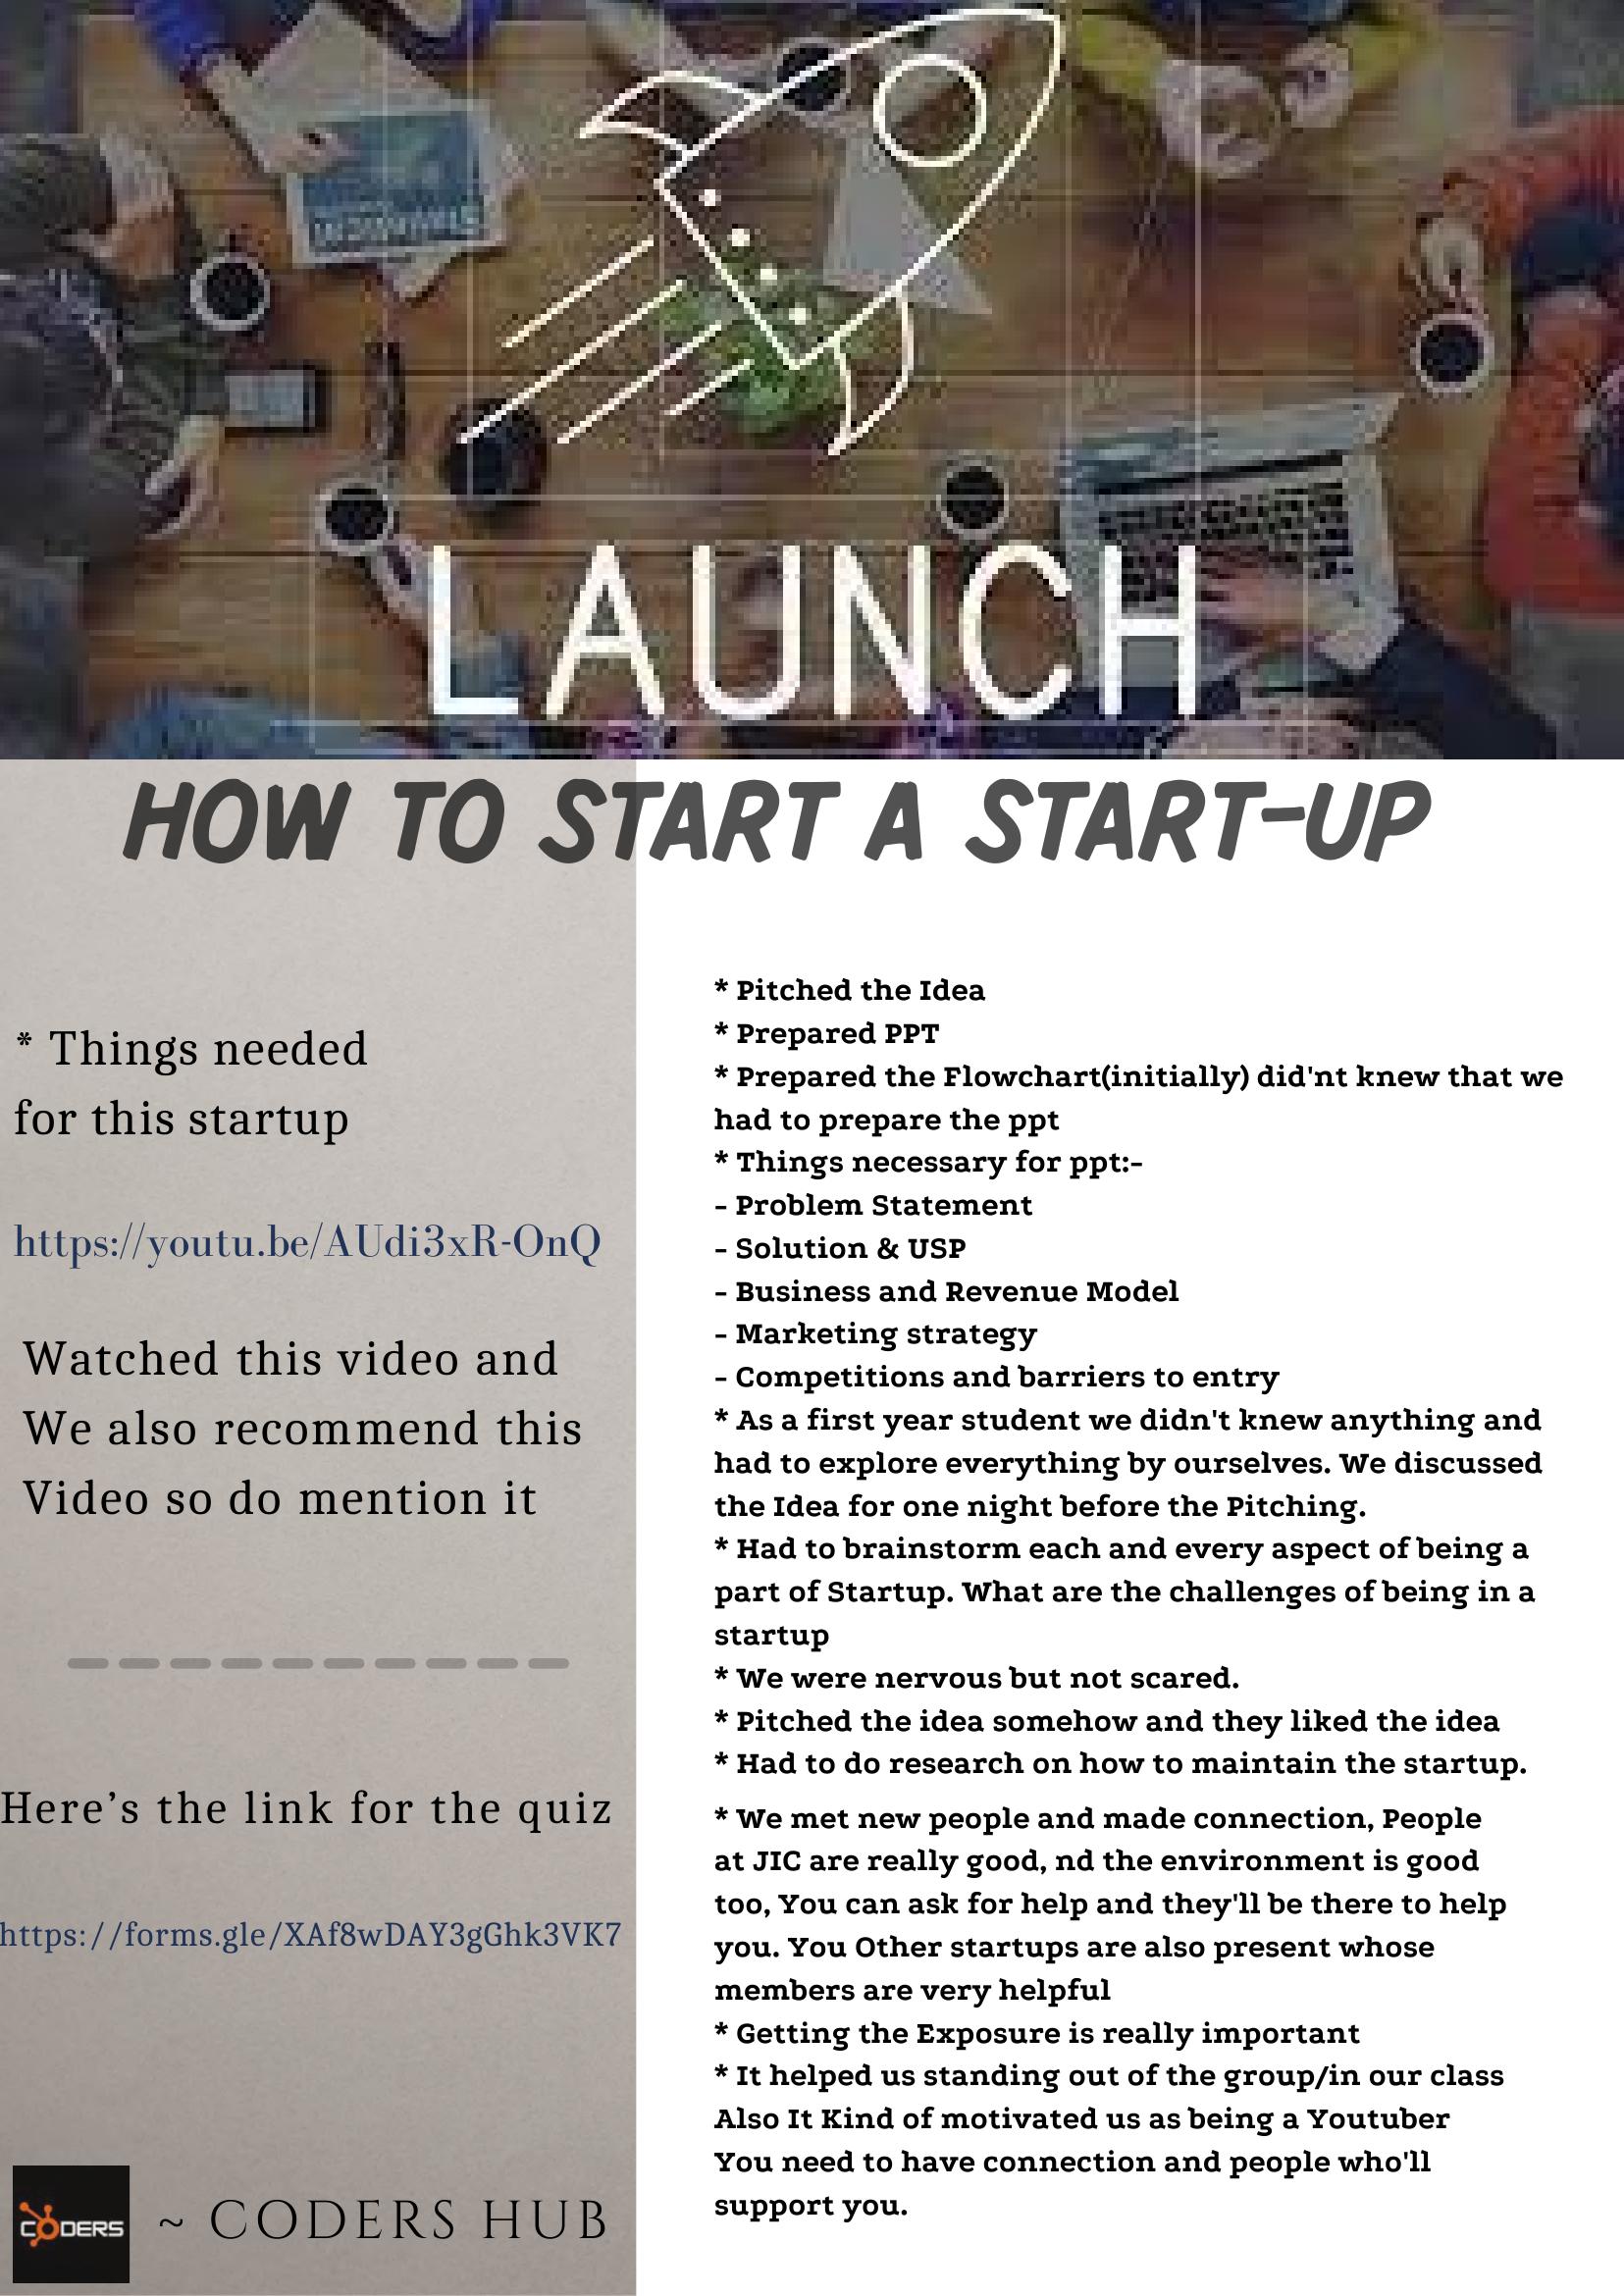 LAUNCH
HOW TO START A START-UP
* Things needed
for this startup
https://youtu.be/AUdi3xR-OnQ
Watched this video and
We also recommend this
Video so do mention it
Here’s the link for the quiz
https://forms.gle/XAf8wDAY3gGhk3VK7
CODERS
~ CODERS HUB
* Pitched the Idea
* Prepared PPT
* Prepared the Flowchart(initially) did'nt knew that we
had to prepare the ppt
* Things necessary for ppt:-
- Problem Statement
- Solution & USP
- Business and Revenue Model
- Marketing strategy
- Competitions and barriers to entry
* As a first year student we didn't knew anything and
had to explore everything by ourselves. We discussed
the Idea for one night before the Pitching.
* Had to brainstorm each and every aspect of being a
part of Startup. What are the challenges of being in a
startup
* We were nervous but not scared.
* Pitched the idea somehow and they liked the idea
* Had to do research on how to maintain the startup.
* We met new people and made connection, People
at JIC are really good, nd the environment is good
too, You can ask for help and they'll be there to help
you. You Other startups are also present whose
members are very helpful
* Getting the Exposure is really important
* It helped us standing out of the group/in our class
Also It Kind of motivated us as being a Youtuber
You need to have connection and people who'll
support you.